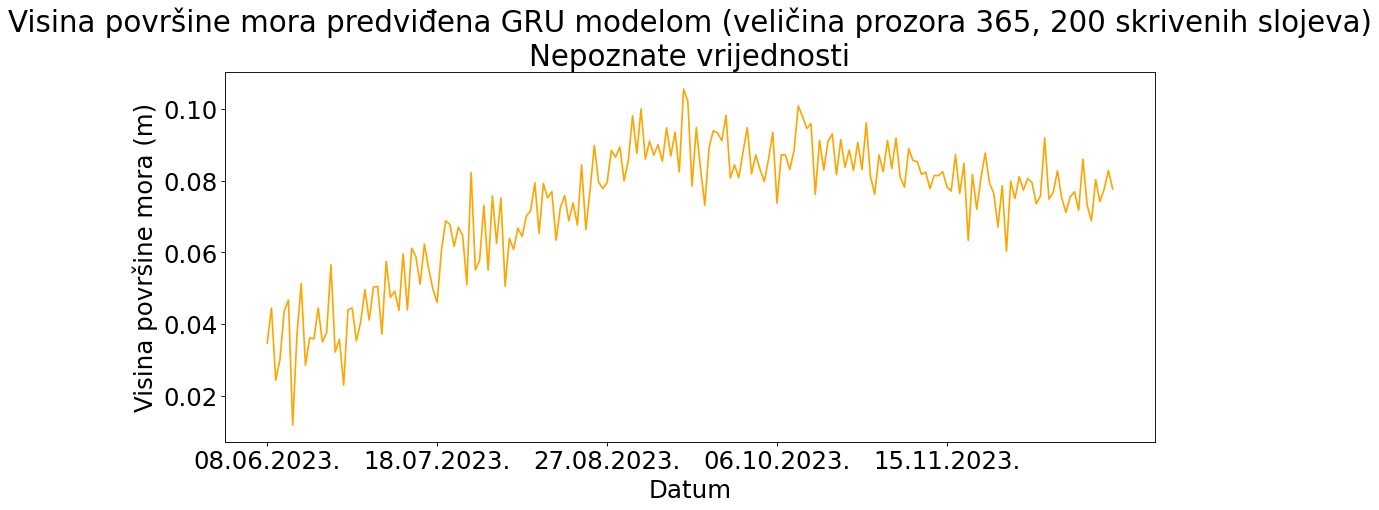 Visina površine mora predviđena GRU modelom (veličina prozora 365, 200 skrivenih slojeva)
Nepoznate vrijednosti
Visina površine mora (m)
0.10
0.08
0.06
0.04
0.02
08.06.2023. 18.07.2023. 27.08.2023. 06.10.2023. 15.11.2023.
Datum